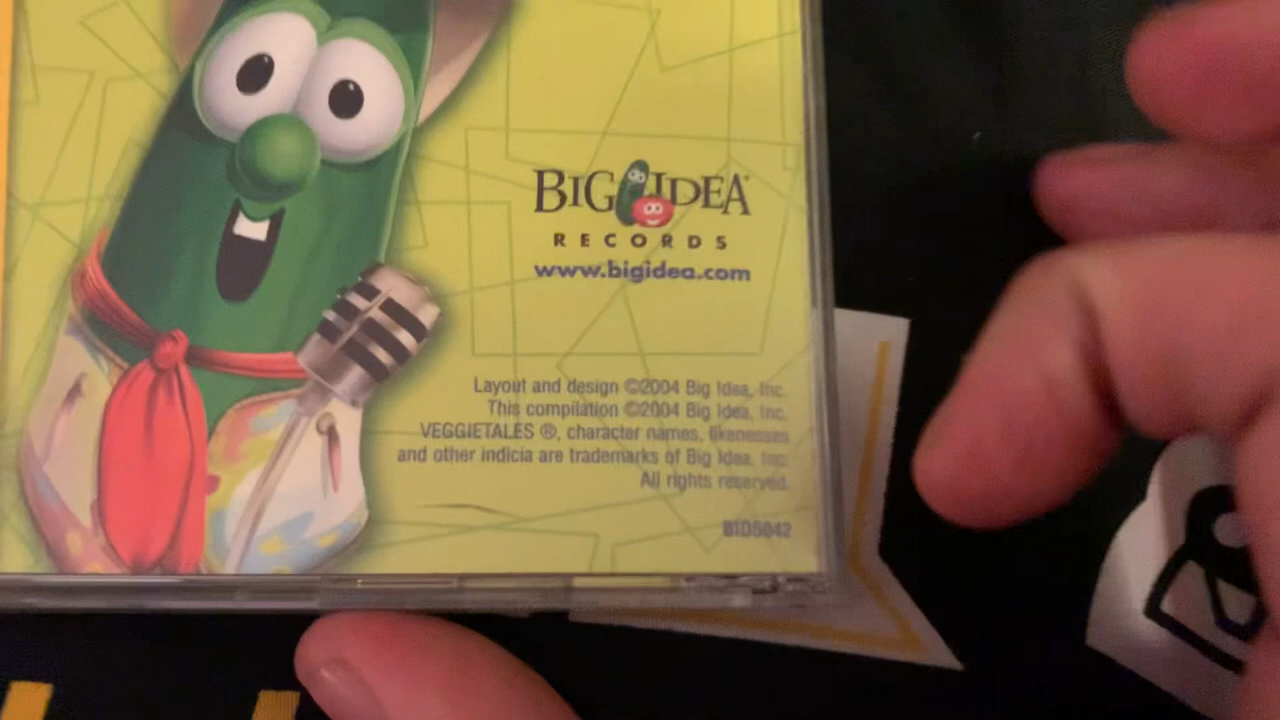 BIG IDEA
RECORDS
www.bigidea.com
Layout and design ©2004 Big Idea, Inc.
This compilation ©2004 Big Idea, Inc.
VEGGIETALES ®, character names, likenesses
and other indicia are trademarks of Big Idea, Inc.
All rights reserved.
BID5042